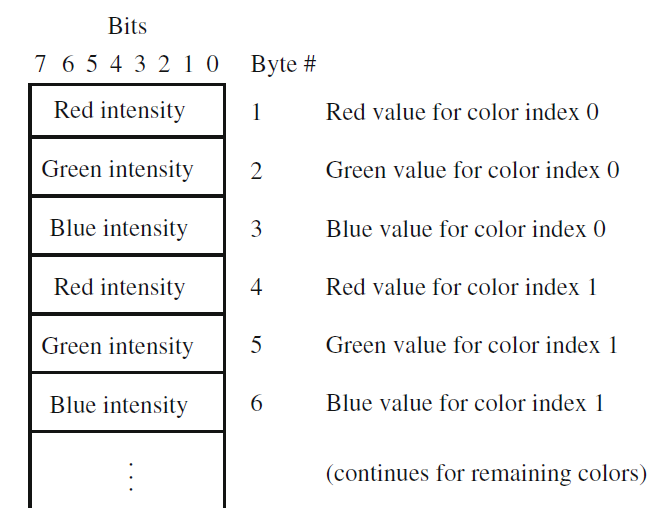 Bits
7 6 5 4 3 2 1 0 Byte #
Red intensity 1 Red value for color index 0
Green intensity 2 Green value for color index 0
Blue intensity 3 Blue value for color index 0
Red intensity 4 Red value for color index 1
Green intensity 5 Green value for color index 1
Blue intensity 6 Blue value for color index 1
⋮ (continues for remaining colors)